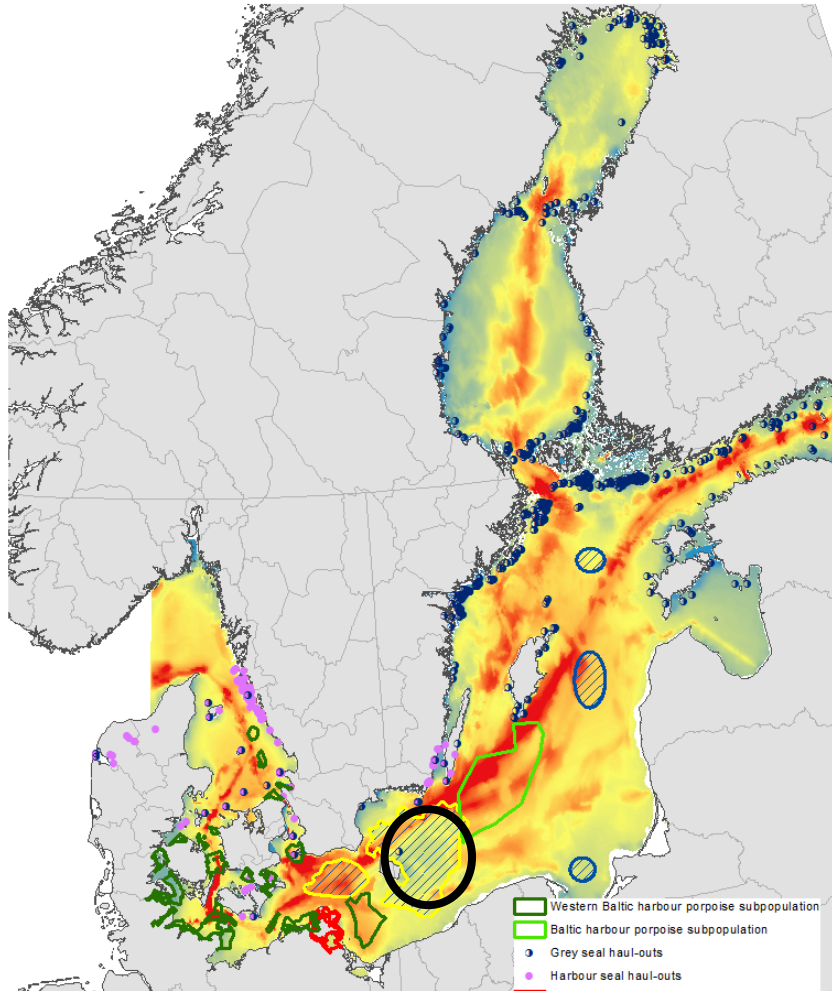 Western Baltic harbour porpoise subpopulation
Baltic harbour porpoise subpopulation
Grey seal haul-outs
Harbour seal haul-outs